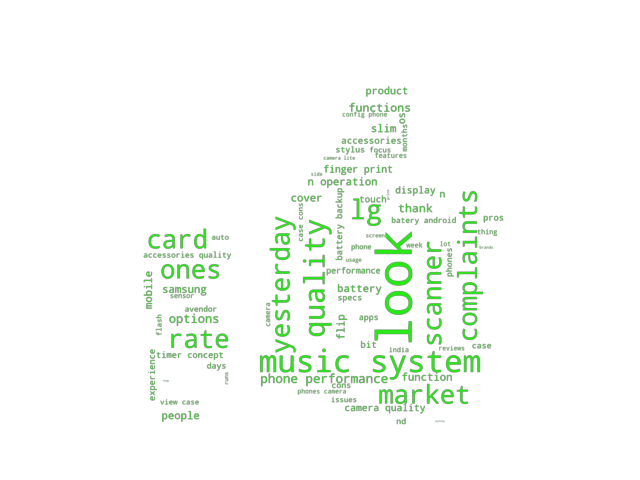 product
functions
config phone
os
slim
months
accessories
stylus focus
camera lite
features
finger print
side
n operation
display
n
cover
touch
lg
thank
case cons
battery backup
batery android
pros
complaints
thing
card
auto
yesterday
quality
screen
look
scanner
phone
week
lot
brands
accessories quality
ones
usage
phones
performance
mobile
samsung
sensor
battery
specs
avendor
camera
options
flash
flip
apps
rate
bit
india
reviews
case
timer concept
music system
days
experience
runs
phone performance
function
cons
phones camera
market
view case
issues
camera quality
people
nd